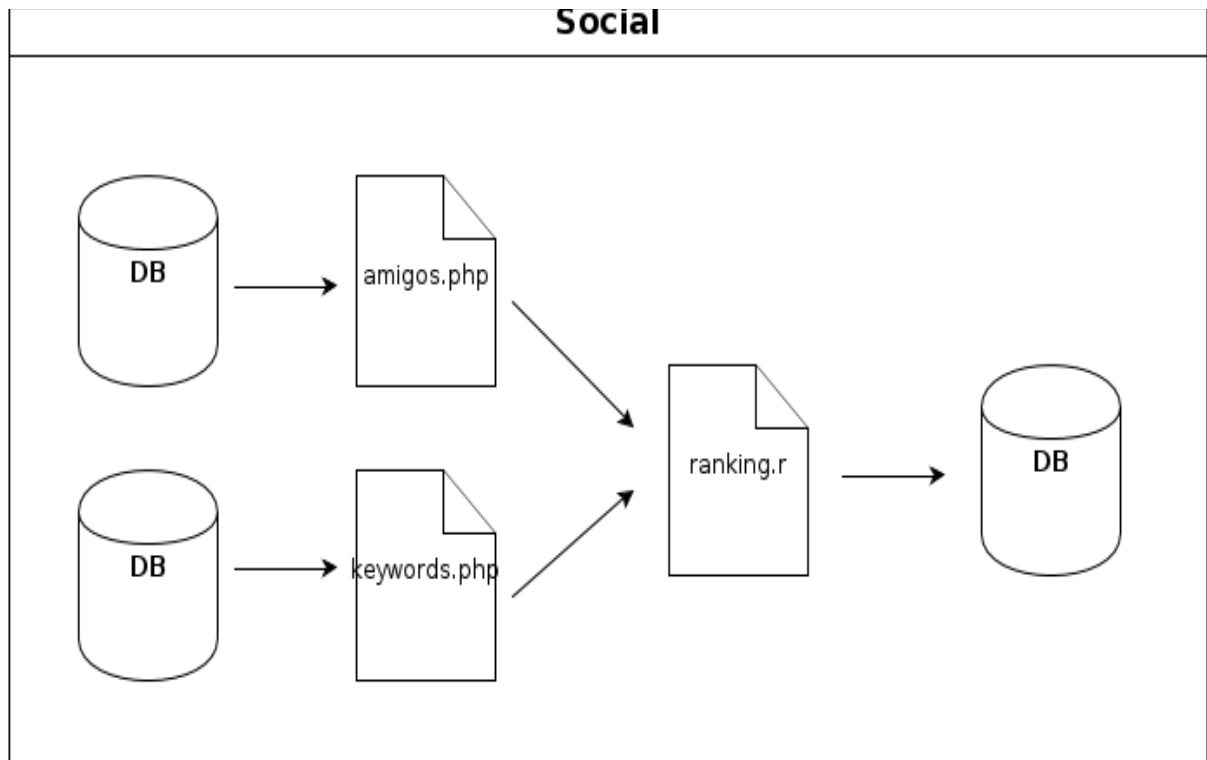 Social
DB
amigos.php
DB
keywords.php
ranking.r
DB